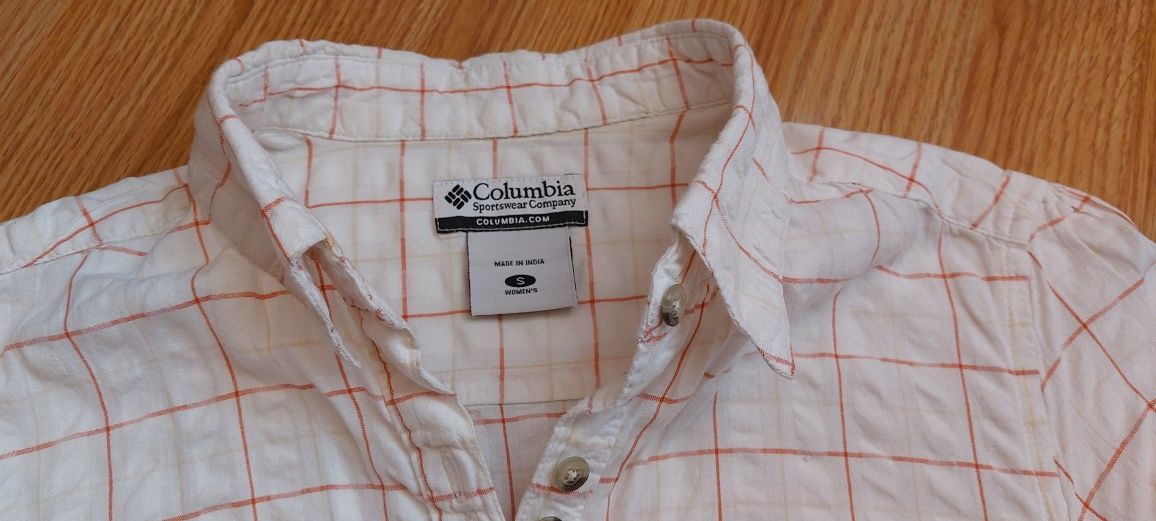 Columbia
Sportswear Company
COLUMBIA.COM
MADE IN INDIA
S
WOMEN'S